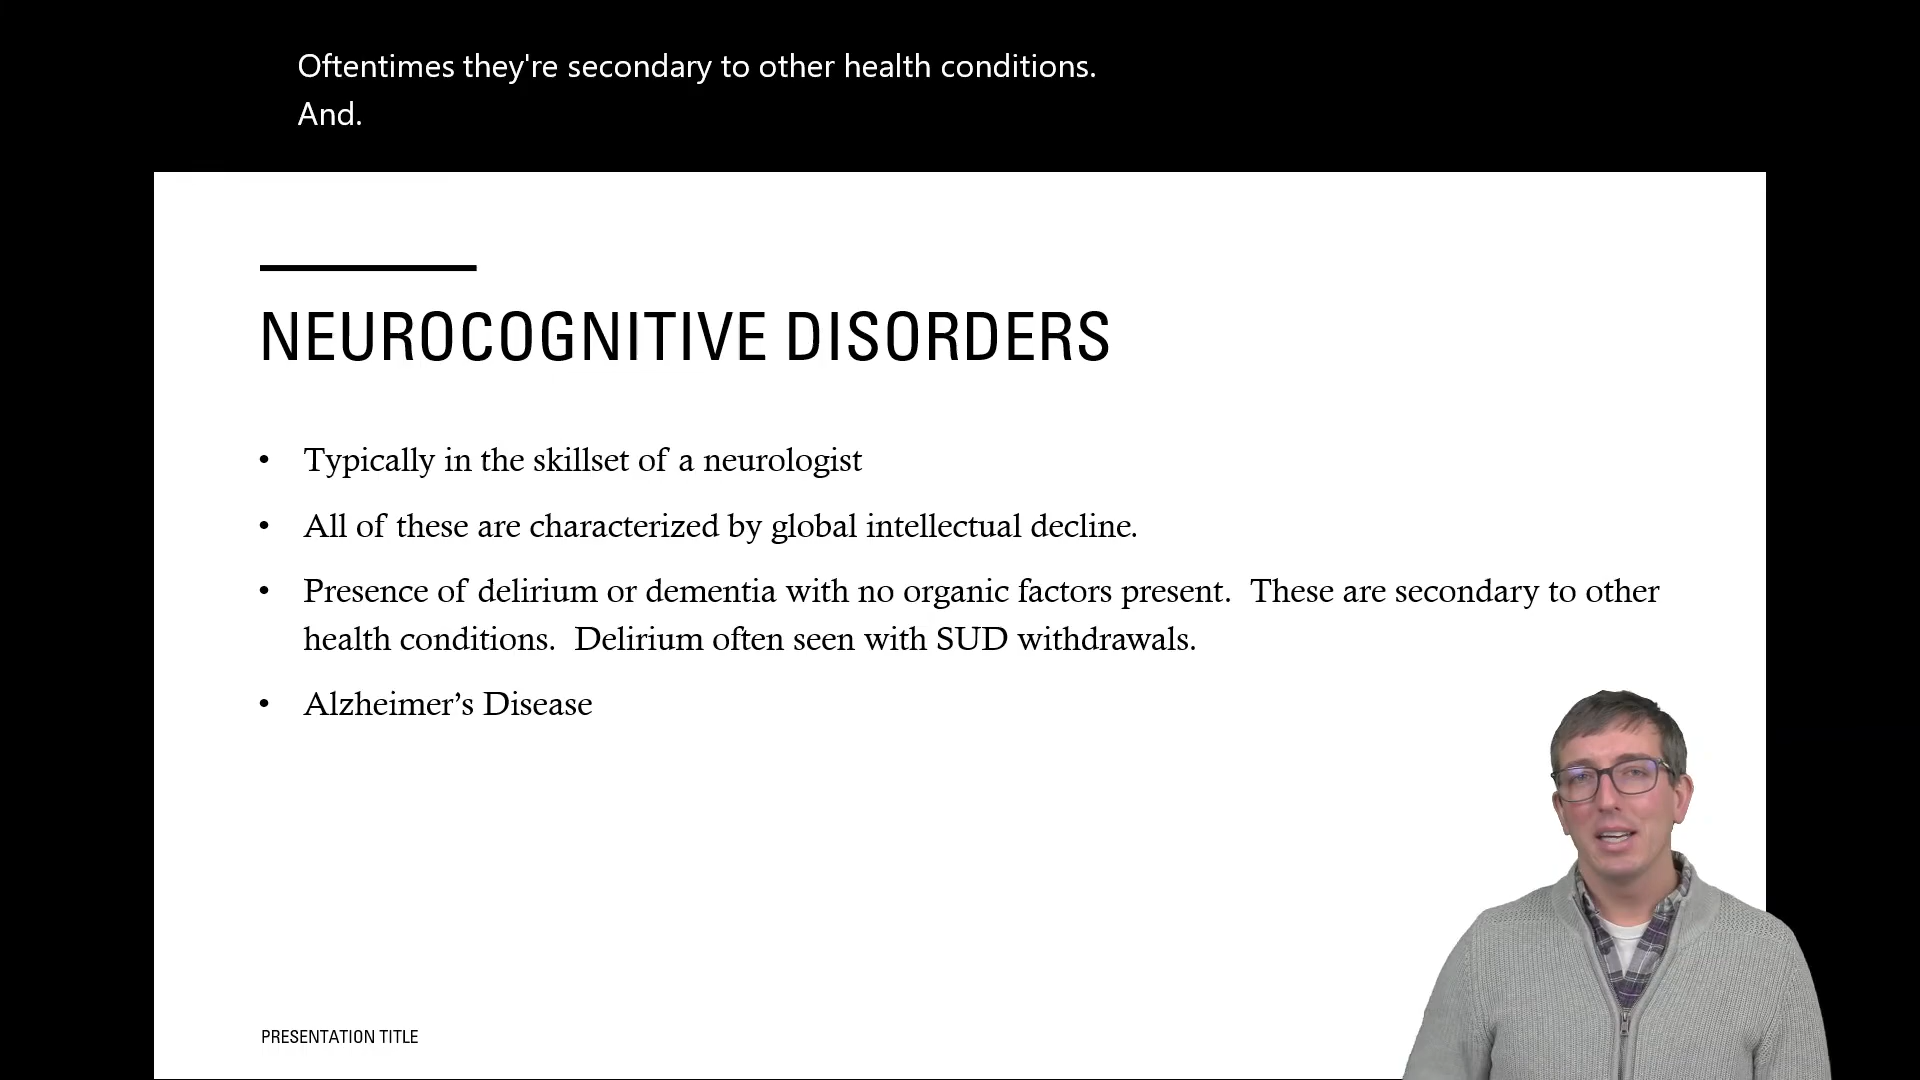 Oftentimes they're secondary to other health conditions.
And.
NEUROCOGNITIVE DISORDERS
• Typically in the skillset of a neurologist
• All of these are characterized by global intellectual decline.
• Presence of delirium or dementia with no organic factors present.  These are secondary to other
health conditions.  Delirium often seen with SUD withdrawals.
• Alzheimer’s Disease
PRESENTATION TITLE